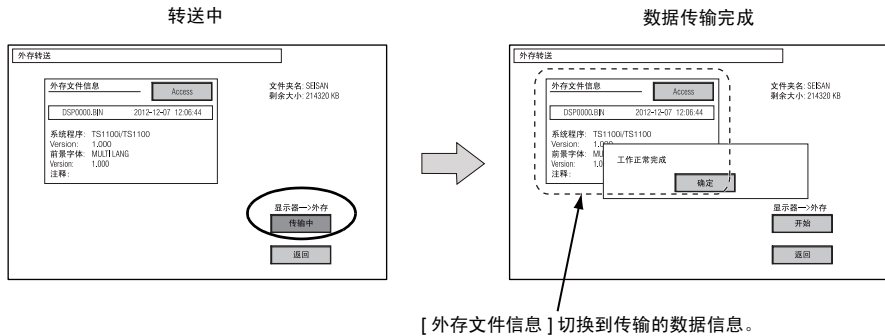 转送中
外存转送
外存文件信息
Access
DSP0000.BIN 2012-12-07 12:06:44
系统程序: TS1100i/TS1100
Version: 1.000
前景字体: MULTI LANG
Version: 1.000
注释:
文件夹名: SEISAN
剩余大小: 214320 KB
显示器—>外存
传输中
返回
数据传输完成
外存转送
外存文件信息
Access
DSP0000.BIN 2012-12-07 12:06:44
系统程序: TS1100i/TS1100
Version: 1.000
前景字体: MU
Version: 1.0
注释:
工作正常完成
确定
文件夹名: SEISAN
剩余大小: 214320 KB
显示器—>外存
开始
返回
[ 外存文件信息 ] 切换到传输的数据信息。